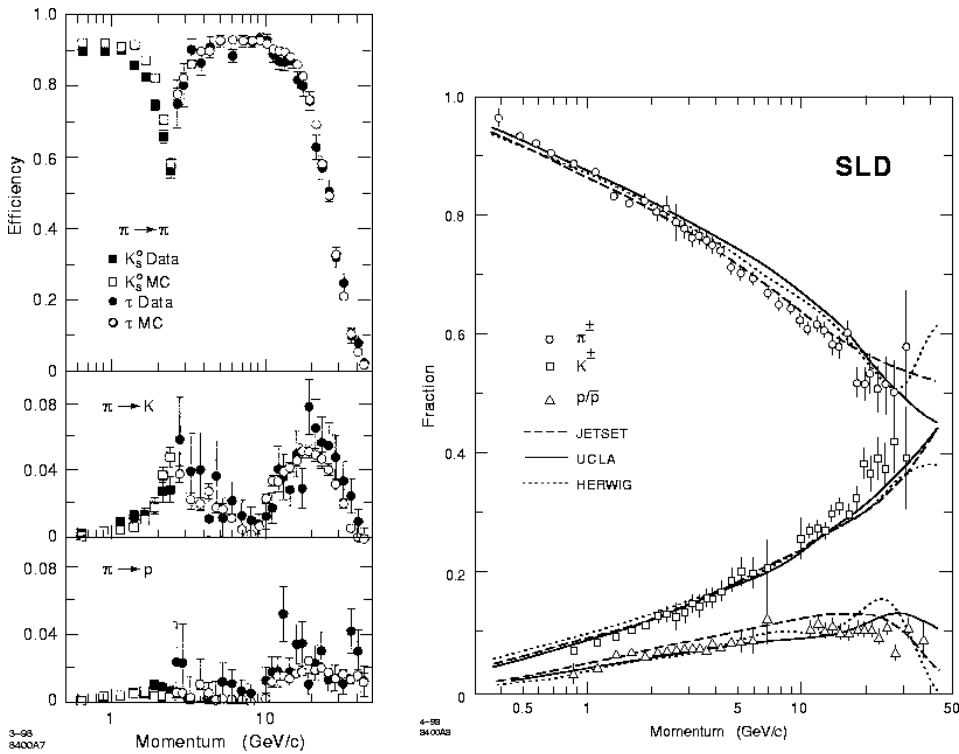 1.0
0.8
0.6
0.4
0.2
0
Efficiency
π → π
K°s Data
K°s MC
τ Data
τ MC
0.08
0.04
0
π → K
0.08
0.04
0
π → p
1
10
Momentum (GeV/c)
3–98
8400A7
1.0
0.8
0.6
0.4
0.2
0
Fraction
SLD
π±
K±
p/p̅
JETSET
UCLA
HERWIG
0.5
1
5
10
50
Momentum (GeV/c)
4–98
8400A8